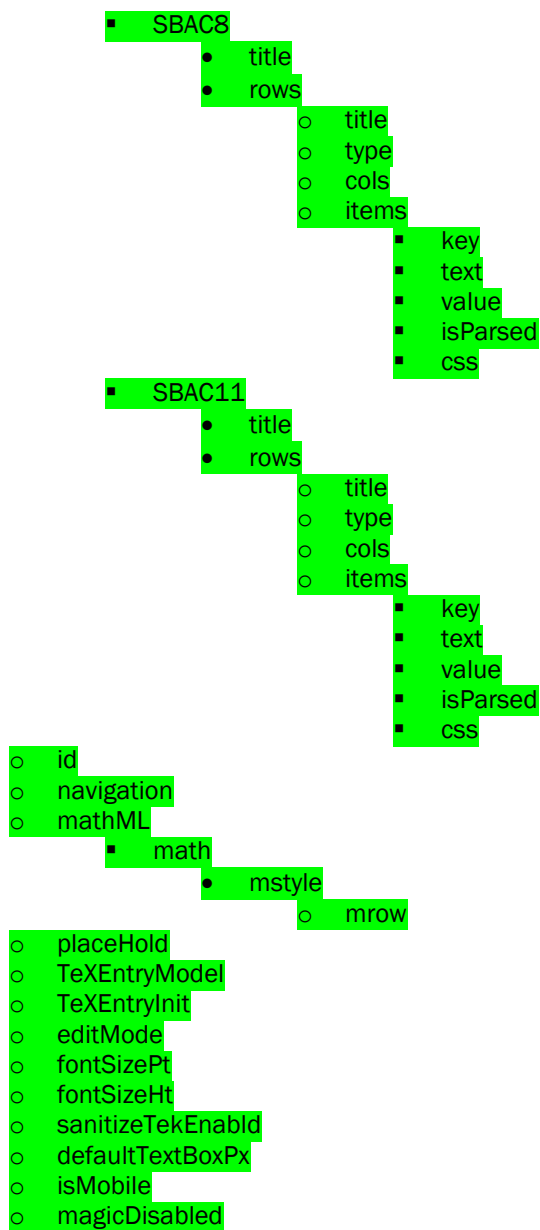 ▪ SBAC8
● title
● rows
○ title
○ type
○ cols
○ items
▪ key
▪ text
▪ value
▪ isParsed
▪ css
▪ SBAC11
● title
● rows
○ title
○ type
○ cols
○ items
▪ key
▪ text
▪ value
▪ isParsed
▪ css
○ id
○ navigation
○ mathML
▪ math
● mstyle
○ mrow
○ placeHold
○ TeXEntryModel
○ TeXEntryInit
○ editMode
○ fontSizePt
○ fontSizeHt
○ sanitizeTekEnabld
○ defaultTextBoxPx
○ isMobile
○ magicDisabled